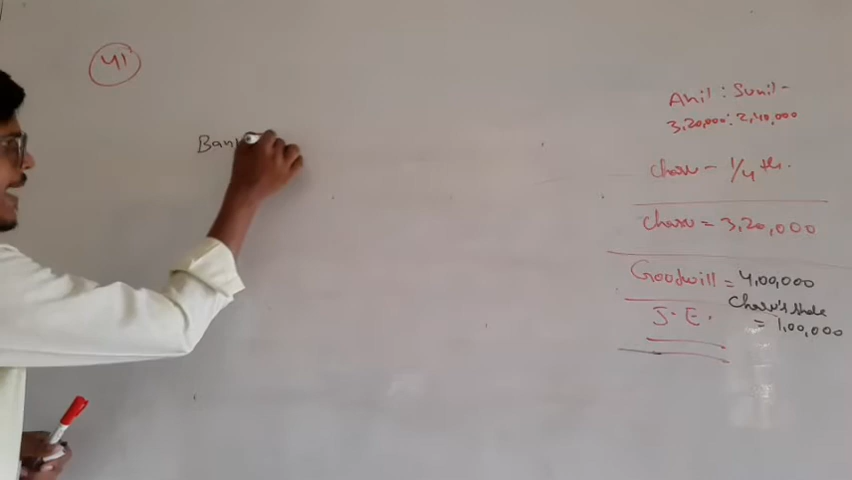 41
Bank
Anil : Sunil -
3,20,000 : 2,40,000
Charu - 1/4 th.
Charu = 3,20,000
Goodwill = 4,00,000
Charu's share
= 1,00,000
J. E.